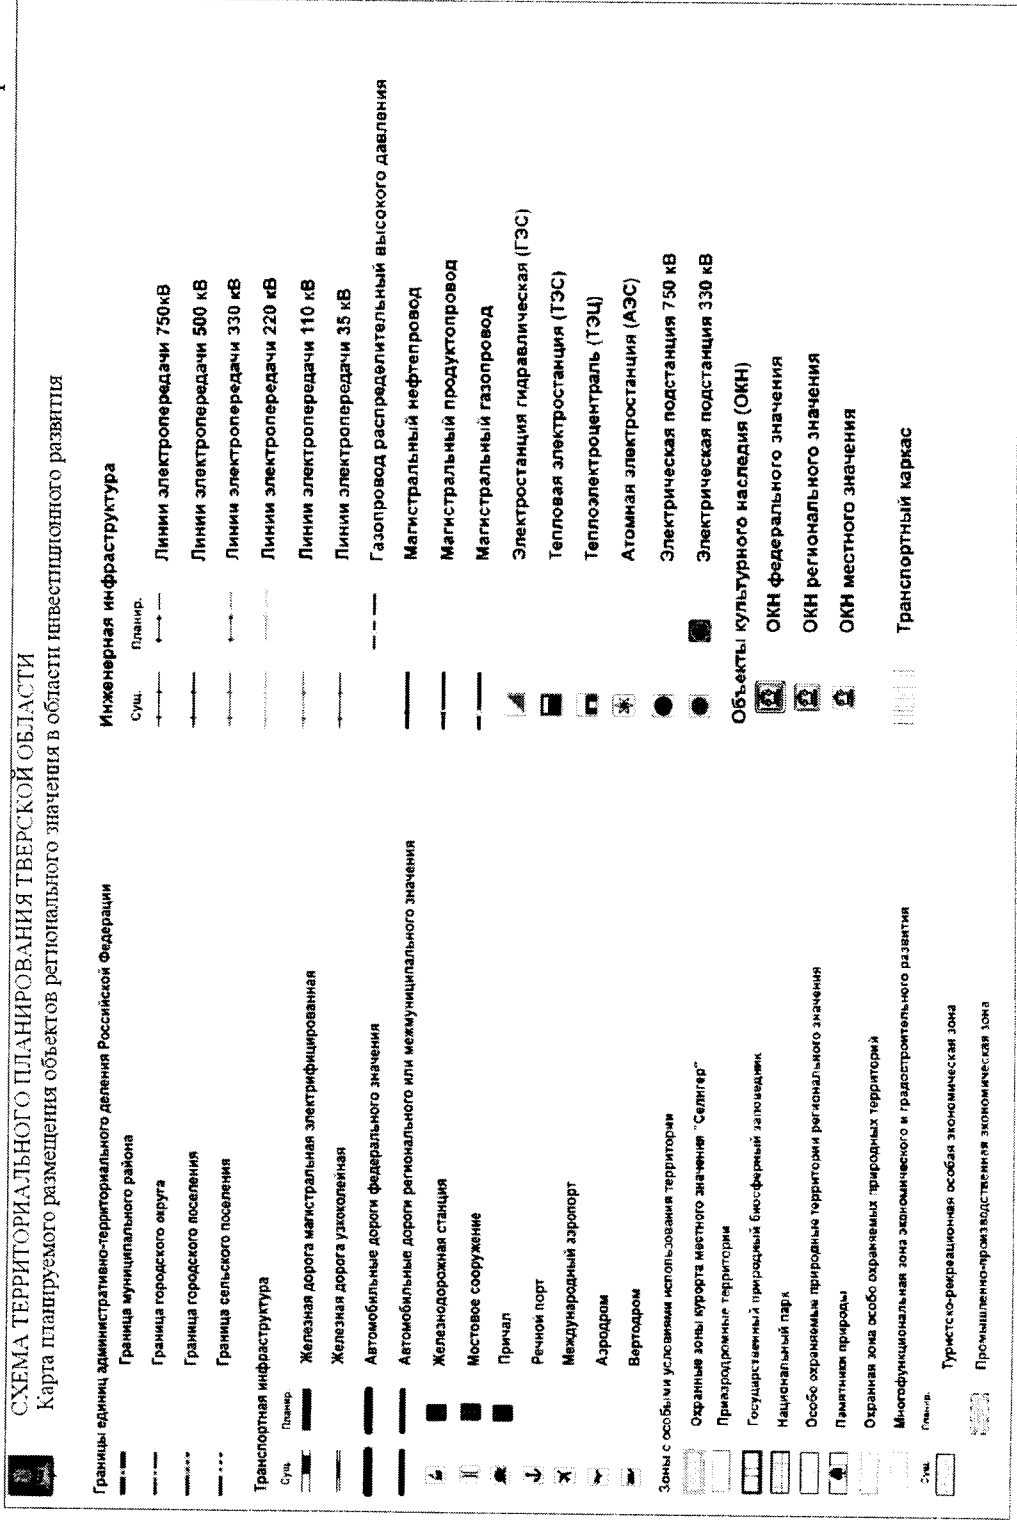 СХЕМА ТЕРРИТОРИАЛЬНОГО ПЛАНИРОВАНИЯ ТВЕРСКОЙ ОБЛАСТИ
Карта планируемого размещения объектов регионального значения в области инвестиционного развития
Границы единиц административно-территориального деления Российской Федерации
Граница муниципального района
Граница городского округа
Граница городского поселения
Граница сельского поселения
Транспортная инфраструктура
Сущ. Планир.
Железная дорога магистральная электрифицированная
Железная дорога узкоколейная
Автомобильные дороги федерального значения
Автомобильные дороги регионального или межмуниципального значения
Железнодорожная станция
Мостовое сооружение
Причал
Речной порт
Международный аэропорт
Аэродром
Вертодром
Зоны с особыми условиями использования территории
Охранные зоны курорта местного значения "Селигер"
Приаэродромные территории
Государственный природный биосферный заповедник
Национальный парк
Особо охраняемые природные территории регионального значения
Памятники природы
Охранная зона особо охраняемых природных территорий
Многофункциональная зона экономического и градостроительного развития
Сущ. Планир.
Туристско-рекреационная особая экономическая зона
Промышленно-производственная экономическая зона
Инженерная инфраструктура
Сущ. Планир.
Линии электропередачи 750кВ
Линии электропередачи 500 кВ
Линии электропередачи 330 кВ
Линии электропередачи 220 кВ
Линии электропередачи 110 кВ
Линии электропередачи 35 кВ
Газопровод распределительный высокого давления
Магистральный нефтепровод
Магистральный продуктопровод
Магистральный газопровод
Электростанция гидравлическая (ГЭС)
Тепловая электростанция (ТЭС)
Теплоэлектроцентраль (ТЭЦ)
Атомная электростанция (АЭС)
Электрическая подстанция 750 кВ
Электрическая подстанция 330 кВ
Объекты культурного наследия (ОКН)
ОКН федерального значения
ОКН регионального значения
ОКН местного значения
Транспортный каркас